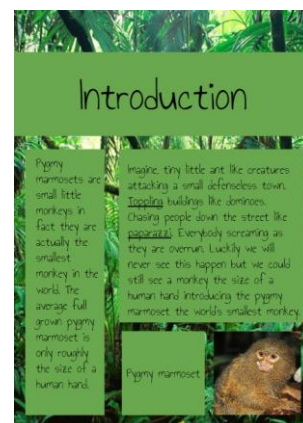 Introduction
Pygmy
marmosets are
small little
monkeys in
fact they are
actually the
smallest
monkey in the
world. The
average full
grown pygmy
marmoset is
only roughly
the size of a
human hand.
Imagine, tiny little ant like creatures
attacking a small defenseless town.
Toppling buildings like dominoes.
Chasing people down the street like
paparazzi. Everybody screaming as
they are overrun. Luckily we will
never see this happen but we could
still see a monkey the size of a
human hand introducing the pygmy
marmoset the world's smallest monkey.
Pygmy marmoset